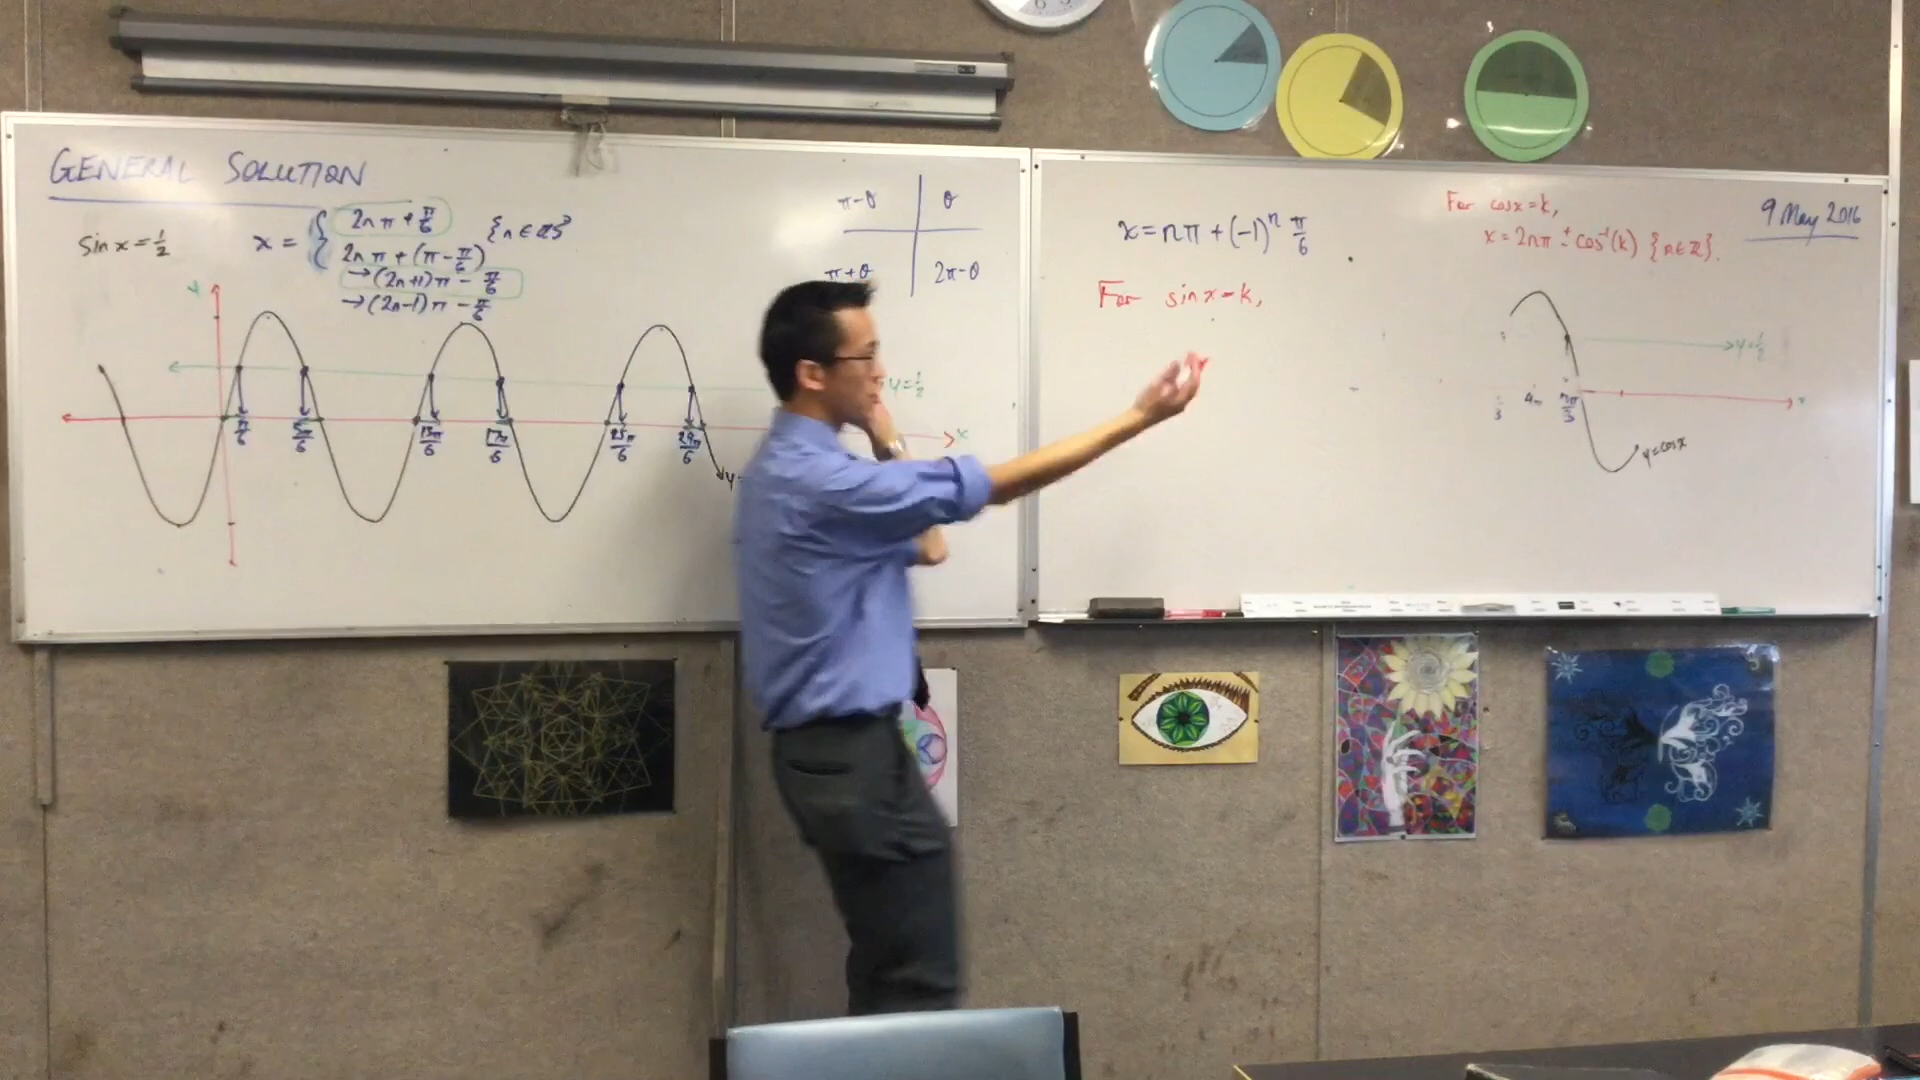 GENERAL SOLUTION
sin x = 1/2
x = { 2nπ + π/6
2nπ + (π - π/6)
→ (2n+1)π - π/6
→ (2n-1)π - π/6
{n ∈ ℤ}
y
y = 1/2
π/6 5π/6 13π/6 17π/6 25π/6 29π/6
x
y =
π-θ θ
π+θ 2π-θ
x = nπ + (-1)ⁿ π/6
For sin x = k,
For cos x = k,
x = 2nπ ± cos⁻¹(k) {n ∈ ℤ}.
9 May 2016
y = 1/2
x
y = cos x